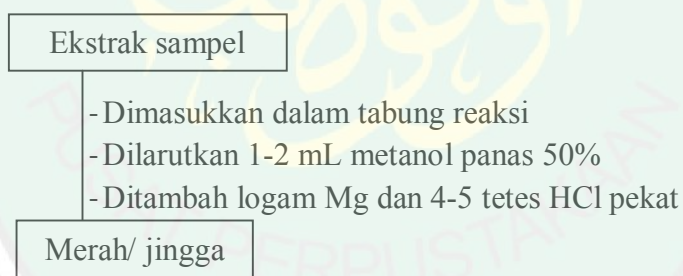 Ekstrak sampel
-Dimasukkan dalam tabung reaksi
-Dilarutkan 1-2 mL metanol panas 50%
-Ditambah logam Mg dan 4-5 tetes HCl pekat
Merah/ jingga